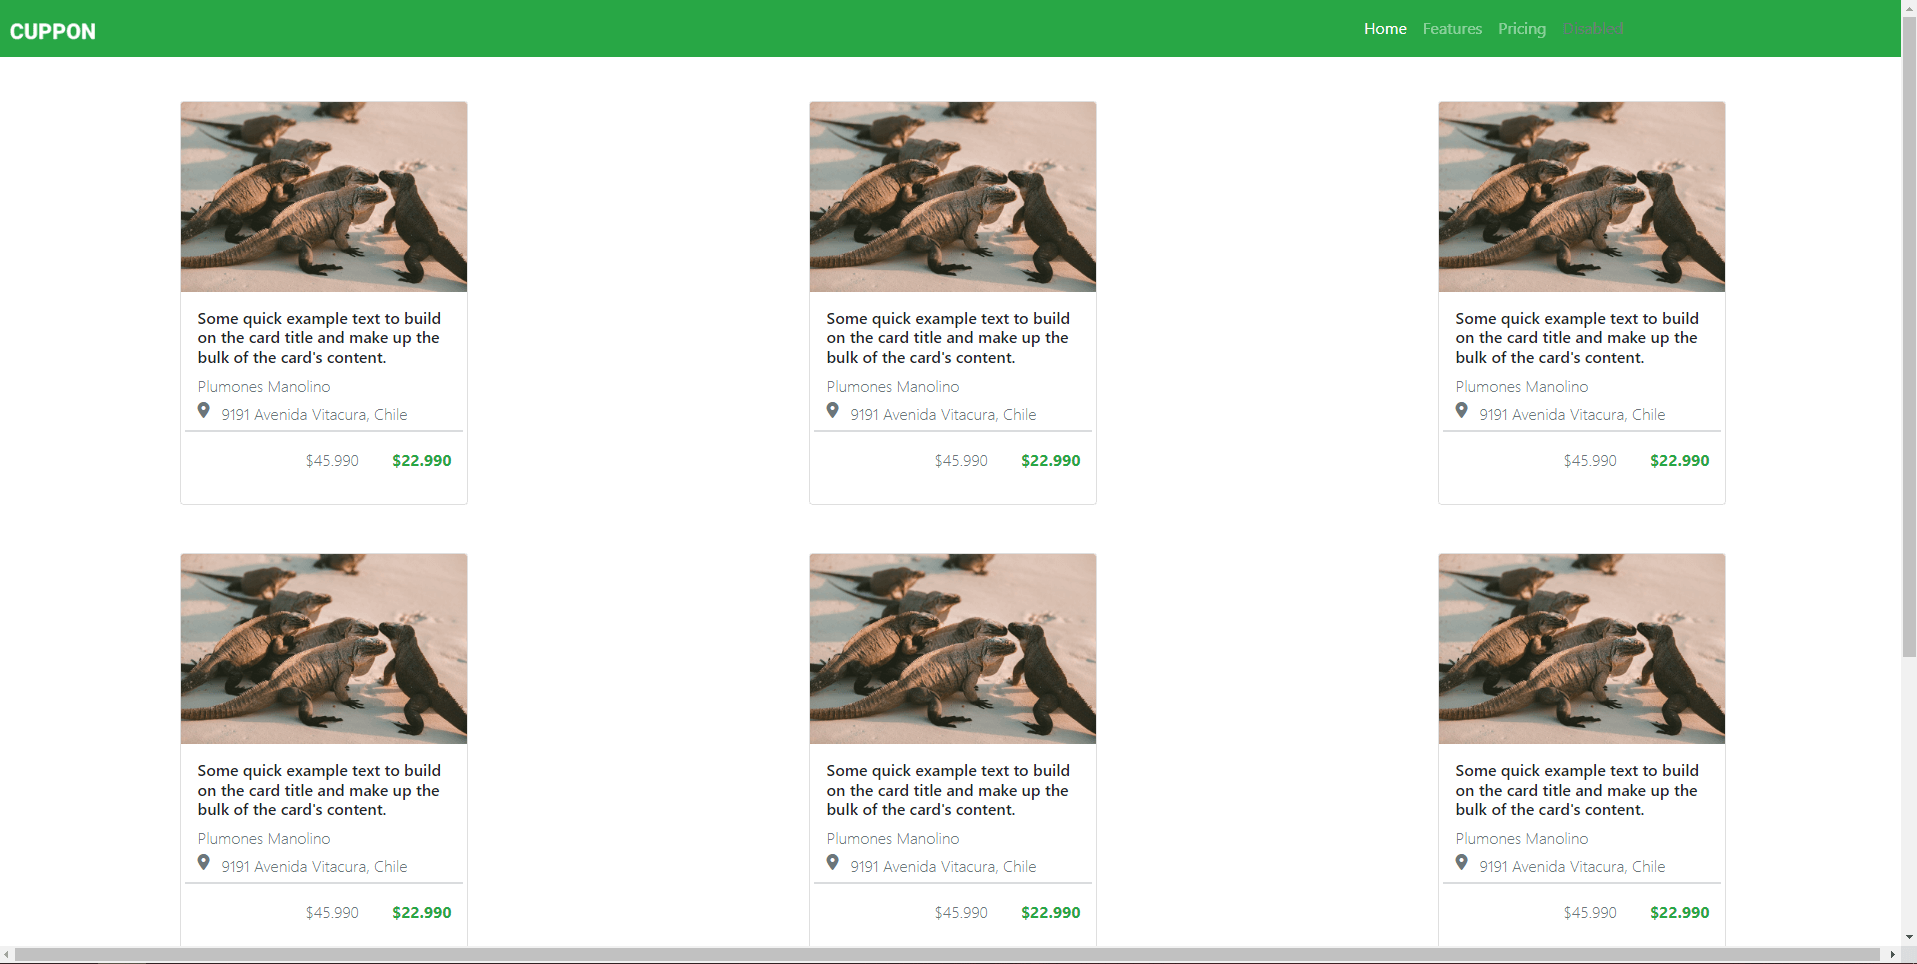 CUPPON
Home Features Pricing
Some quick example text to build
on the card title and make up the
bulk of the card's content.
Plumones Manolino
9191 Avenida Vitacura, Chile
$45.990 $22.990
Some quick example text to build
on the card title and make up the
bulk of the card's content.
Plumones Manolino
9191 Avenida Vitacura, Chile
$45.990 $22.990
Some quick example text to build
on the card title and make up the
bulk of the card's content.
Plumones Manolino
9191 Avenida Vitacura, Chile
$45.990 $22.990
Some quick example text to build
on the card title and make up the
bulk of the card's content.
Plumones Manolino
9191 Avenida Vitacura, Chile
$45.990 $22.990
Some quick example text to build
on the card title and make up the
bulk of the card's content.
Plumones Manolino
9191 Avenida Vitacura, Chile
$45.990 $22.990
Some quick example text to build
on the card title and make up the
bulk of the card's content.
Plumones Manolino
9191 Avenida Vitacura, Chile
$45.990 $22.990